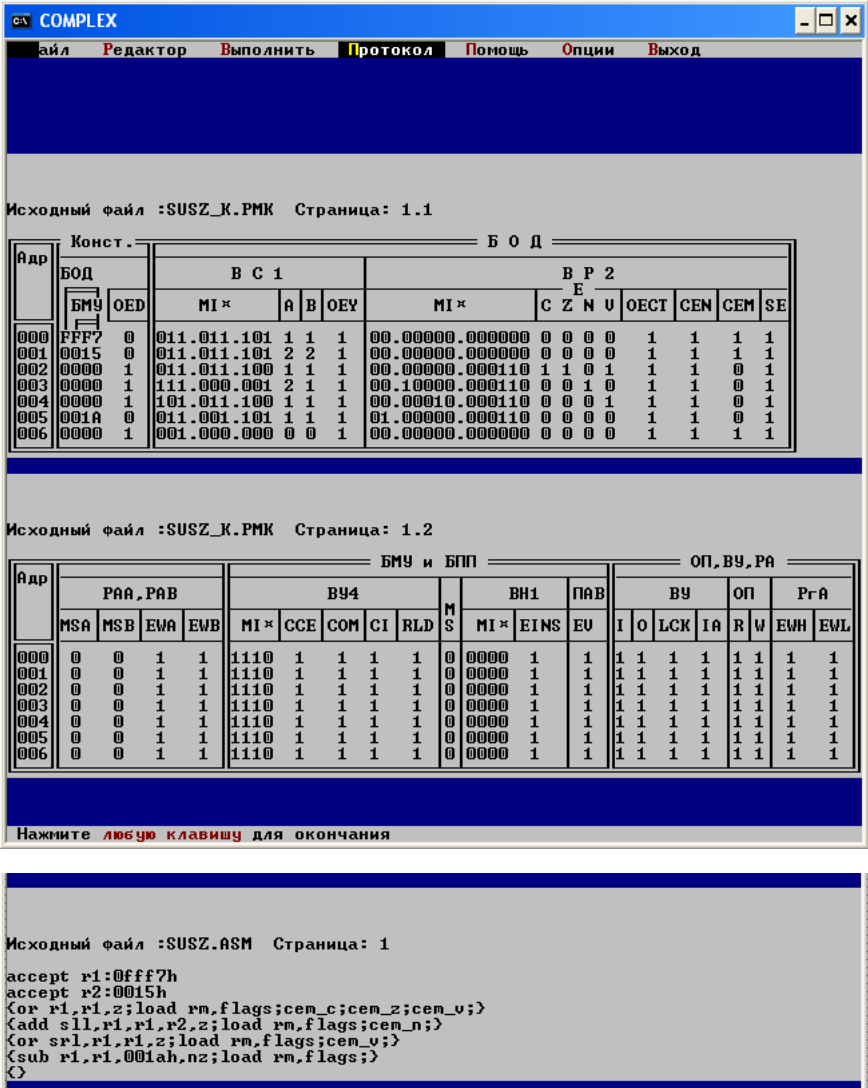 COMPLEX
айл Редактор Выполнить Протокол Помощь Опции Выход
Исходный файл :SUSZ_K.PMK Страница: 1.1
Конст. Б О Д
Адр БОД В С 1 В Р 2
БМУ OED MI¤ A B OEY MI¤ E C Z N V OECT CEN CEM SE
000 FFF7 0 011.011.101 1 1 1 00.00000.000000 0 0 0 0 1 1 1 1
001 0015 0 011.011.101 2 2 1 00.00000.000000 0 0 0 0 1 1 1 1
002 0000 1 011.011.100 1 1 1 00.00000.000110 1 1 0 1 1 1 0 1
003 0000 1 111.000.001 2 1 1 00.10000.000110 0 0 1 0 1 1 0 1
004 0000 1 101.011.100 1 1 1 00.00010.000110 0 0 0 1 1 1 0 1
005 001A 0 011.001.101 1 1 1 01.00000.000110 0 0 0 0 1 1 0 1
006 0000 1 001.000.000 0 0 1 00.00000.000000 0 0 0 0 1 1 1 1
Исходный файл :SUSZ_K.PMK Страница: 1.2
БМУ и БПП ОП,ВУ,РА
Адр РАА,РАВ ВУ4 MS ВН1 ПАВ ВУ ОП РгА
MSA MSB EWA EWB MI¤ CCE COM CI RLD MI¤ EINS EV I O LCK IA R W EWH EWL
000 0 0 1 1 1110 1 1 1 1 0 0000 1 1 1 1 1 1 1 1 1 1
001 0 0 1 1 1110 1 1 1 1 0 0000 1 1 1 1 1 1 1 1 1 1
002 0 0 1 1 1110 1 1 1 1 0 0000 1 1 1 1 1 1 1 1 1 1
003 0 0 1 1 1110 1 1 1 1 0 0000 1 1 1 1 1 1 1 1 1 1
004 0 0 1 1 1110 1 1 1 1 0 0000 1 1 1 1 1 1 1 1 1 1
005 0 0 1 1 1110 1 1 1 1 0 0000 1 1 1 1 1 1 1 1 1 1
006 0 0 1 1 1110 1 1 1 1 0 0000 1 1 1 1 1 1 1 1 1 1
Нажмите любую клавишу для окончания
Исходный файл :SUSZ.ASM Страница: 1
accept r1:0fff7h
accept r2:0015h
{or r1,r1,z;load rm,flags;cem_c;cem_z;cem_v;}
{add sll,r1,r1,r2,z;load rm,flags;cem_n;}
{or srl,r1,r1,z;load rm,flags;cem_v;}
{sub r1,r1,001ah,nz;load rm,flags;}
{}